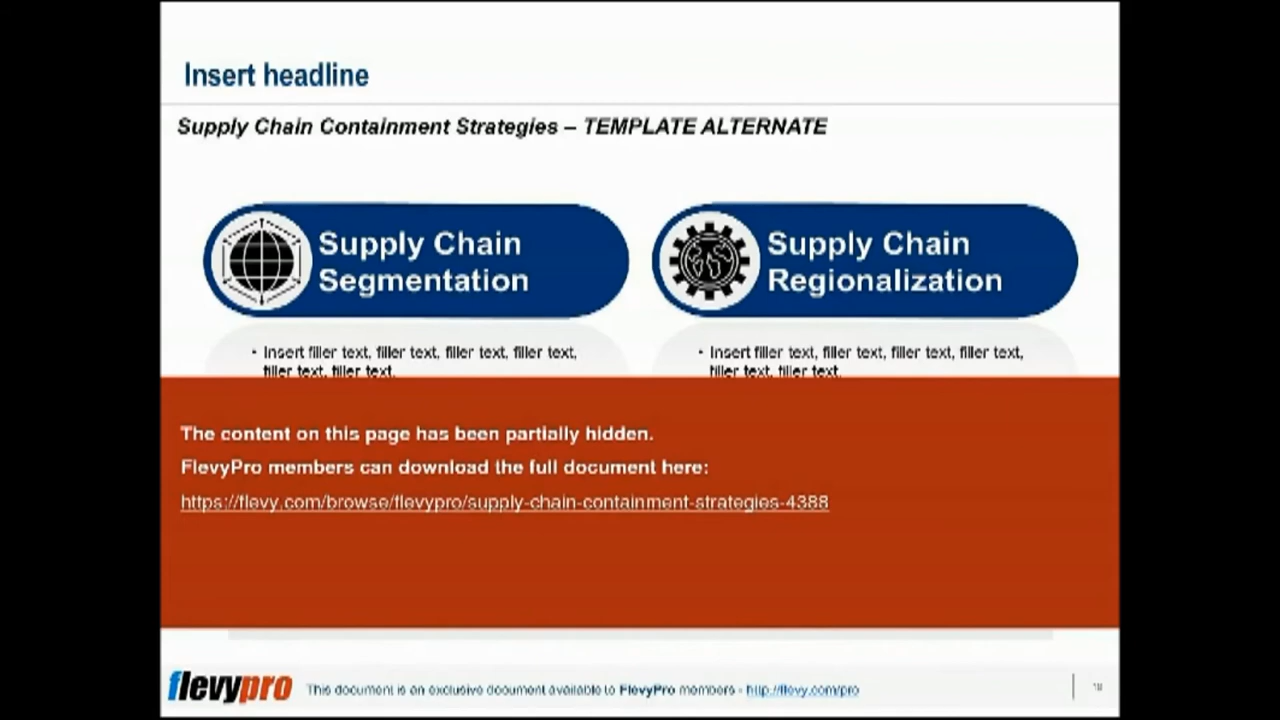 Insert headline
Supply Chain Containment Strategies – TEMPLATE ALTERNATE
Supply Chain
Segmentation
Supply Chain
Regionalization
• Insert filler text, filler text, filler text, filler text,
filler text, filler text.
• Insert filler text, filler text, filler text, filler text,
filler text, filler text.
The content on this page has been partially hidden.
FlevyPro members can download the full document here:
https://flevy.com/browse/flevypro/supply-chain-containment-strategies-4388
flevypro
This document is an exclusive document available to FlevyPro members - http://flevy.com/pro